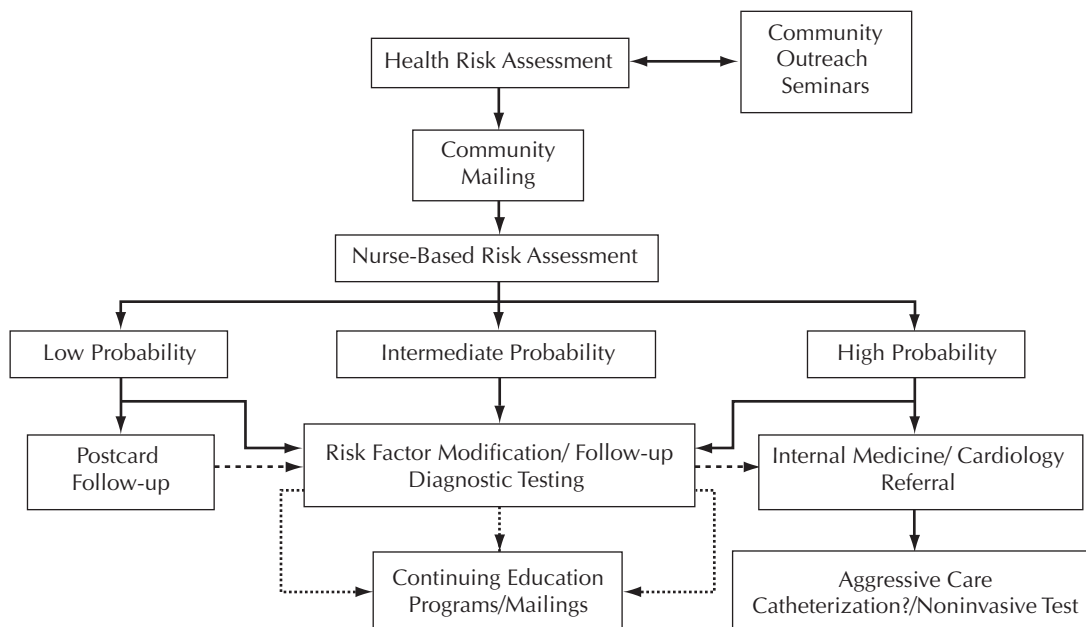 Health Risk Assessment
Community
Outreach
Seminars
Community
Mailing
Nurse-Based Risk Assessment
Low Probability
Intermediate Probability
High Probability
Postcard
Follow-up
Risk Factor Modification/ Follow-up
Diagnostic Testing
Internal Medicine/ Cardiology
Referral
Continuing Education
Programs/Mailings
Aggressive Care
Catheterization?/Noninvasive Test